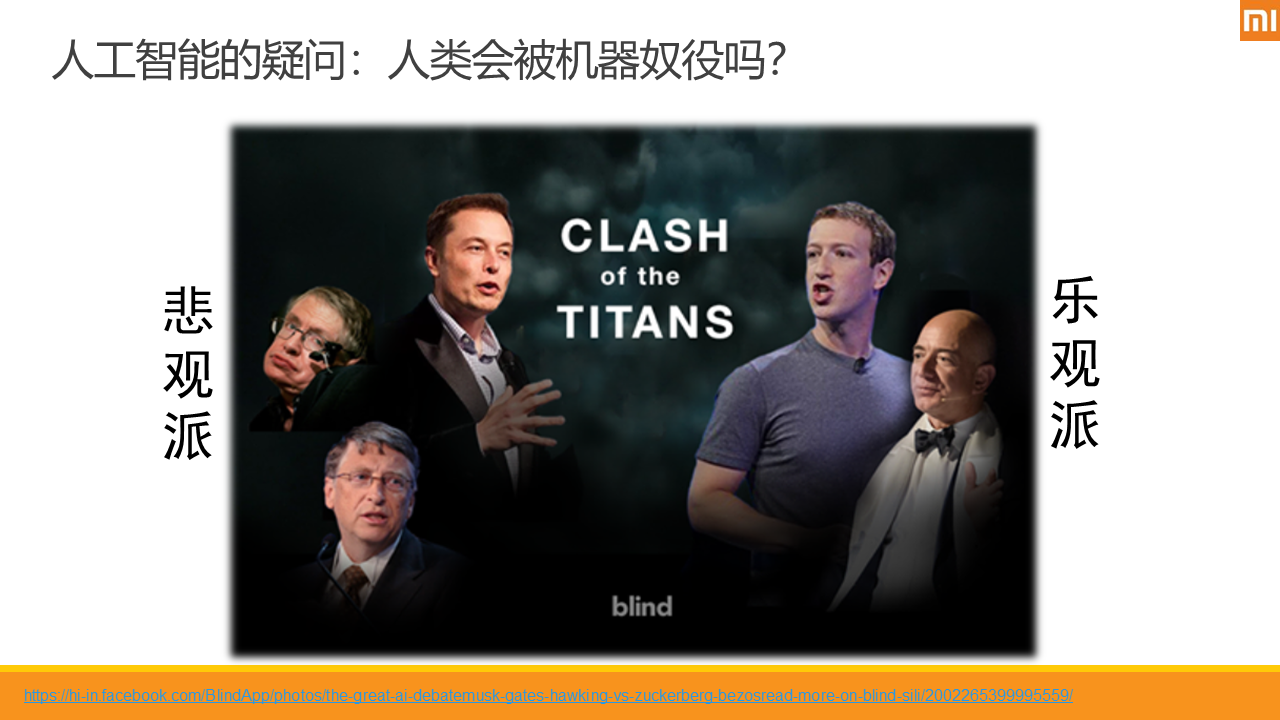 mi
人工智能的疑问：人类会被机器奴役吗？
悲观派
CLASH
of the
TITANS
乐观派
blind
https://hi-in.facebook.com/BlindApp/photos/the-great-ai-debatemusk-gates-hawking-vs-zuckerberg-bezosread-more-on-blind-sili/2002265399995559/